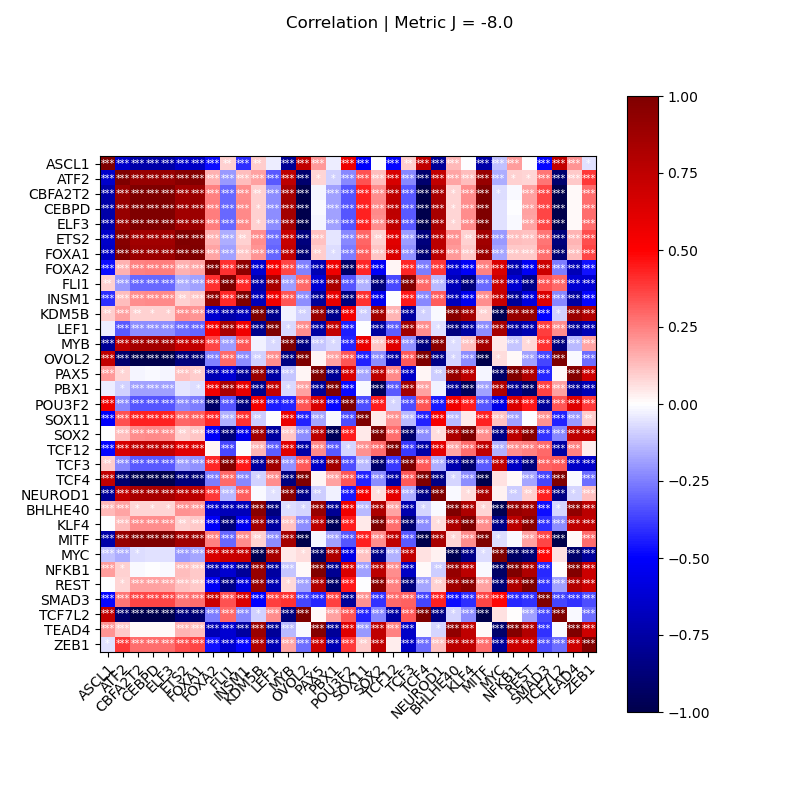 Correlation | Metric J = -8.0
ASCL1
ATF2
CBFA2T2
CEBPD
ELF3
ETS2
FOXA1
FOXA2
FLI1
INSM1
KDM5B
LEF1
MYB
OVOL2
PAX5
PBX1
POU3F2
SOX11
SOX2
TCF12
TCF3
TCF4
NEUROD1
BHLHE40
KLF4
MITF
MYC
NFKB1
REST
SMAD3
TCF7L2
TEAD4
ZEB1
ASCL1
ATF2
CBFA2T2
CEBPD
ELF3
ETS2
FOXA1
FOXA2
FLI1
INSM1
KDM5B
LEF1
MYB
OVOL2
PAX5
PBX1
POU3F2
SOX11
SOX2
TCF12
TCF3
TCF4
NEUROD1
BHLHE40
KLF4
MITF
MYC
NFKB1
REST
SMAD3
TCF7L2
TEAD4
ZEB1
1.00
0.75
0.50
0.25
0.00
−0.25
−0.50
−0.75
−1.00